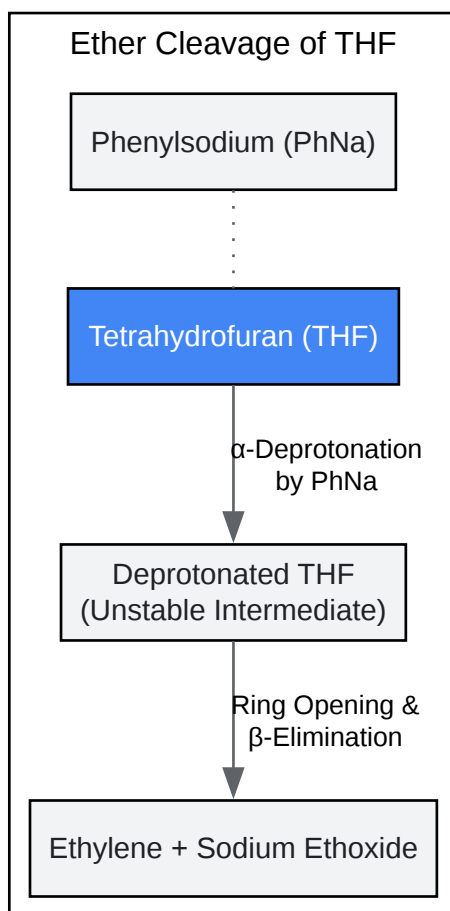 Ether Cleavage of THF
Phenylsodium (PhNa)
Tetrahydrofuran (THF)
α-Deprotonation
by PhNa
Deprotonated THF
(Unstable Intermediate)
Ring Opening &
β-Elimination
Ethylene + Sodium Ethoxide